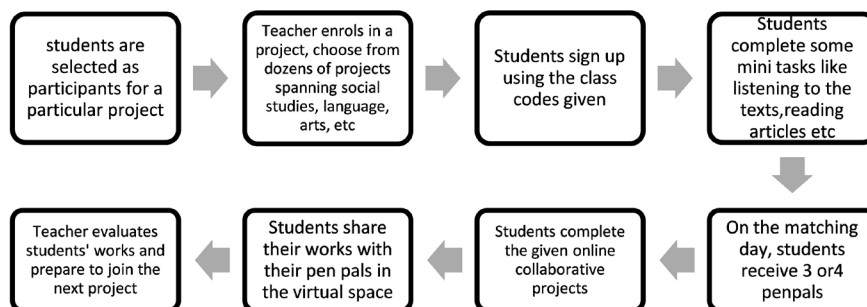 students are
selected as
participants for a
particular project
Teacher enrols in a
project, choose from
dozens of projects
spanning social
studies, language,
arts, etc
Students sign up
using the class
codes given
Students
complete some
mini tasks like
listening to the
texts,reading
articles etc
On the matching
day, students
receive 3 or4
penpals
Students complete
the given online
collaborative
projects
Students share
their works with
their pen pals in
the virtual space
Teacher evaluates
students' works and
prepare to join the
next project